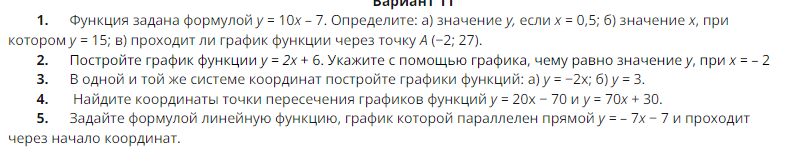 Вариант 11
1. Функция задана формулой y = 10x – 7. Определите: а) значение y, если x = 0,5; б) значение x, при
котором y = 15; в) проходит ли график функции через точку A (−2; 27).
2. Постройте график функции y = 2x + 6. Укажите с помощью графика, чему равно значение y, при x = – 2
3. В одной и той же системе координат постройте графики функций: а) y = −2x; б) y = 3.
4. Найдите координаты точки пересечения графиков функций y = 20x − 70 и y = 70x + 30.
5. Задайте формулой линейную функцию, график которой параллелен прямой y = – 7x − 7 и проходит
через начало координат.